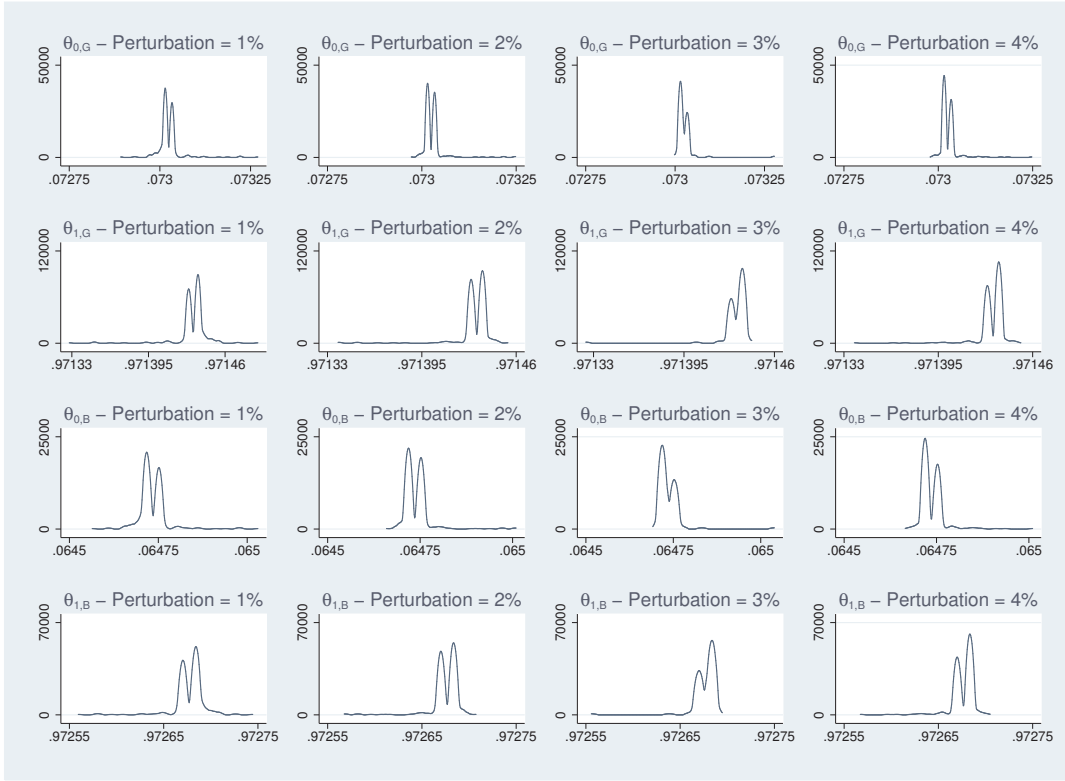 θ0,G – Perturbation = 1%
50000
0
.07275 .073 .07325
θ0,G – Perturbation = 2%
50000
0
.07275 .073 .07325
θ0,G – Perturbation = 3%
50000
0
.07275 .073 .07325
θ0,G – Perturbation = 4%
50000
0
.07275 .073 .07325
θ1,G – Perturbation = 1%
120000
0
.97133 .971395 .97146
θ1,G – Perturbation = 2%
120000
0
.97133 .971395 .97146
θ1,G – Perturbation = 3%
120000
0
.97133 .971395 .97146
θ1,G – Perturbation = 4%
120000
0
.97133 .971395 .97146
θ0,B – Perturbation = 1%
25000
0
.0645 .06475 .065
θ0,B – Perturbation = 2%
25000
0
.0645 .06475 .065
θ0,B – Perturbation = 3%
25000
0
.0645 .06475 .065
θ0,B – Perturbation = 4%
25000
0
.0645 .06475 .065
θ1,B – Perturbation = 1%
70000
0
.97255 .97265 .97275
θ1,B – Perturbation = 2%
70000
0
.97255 .97265 .97275
θ1,B – Perturbation = 3%
70000
0
.97255 .97265 .97275
θ1,B – Perturbation = 4%
70000
0
.97255 .97265 .97275